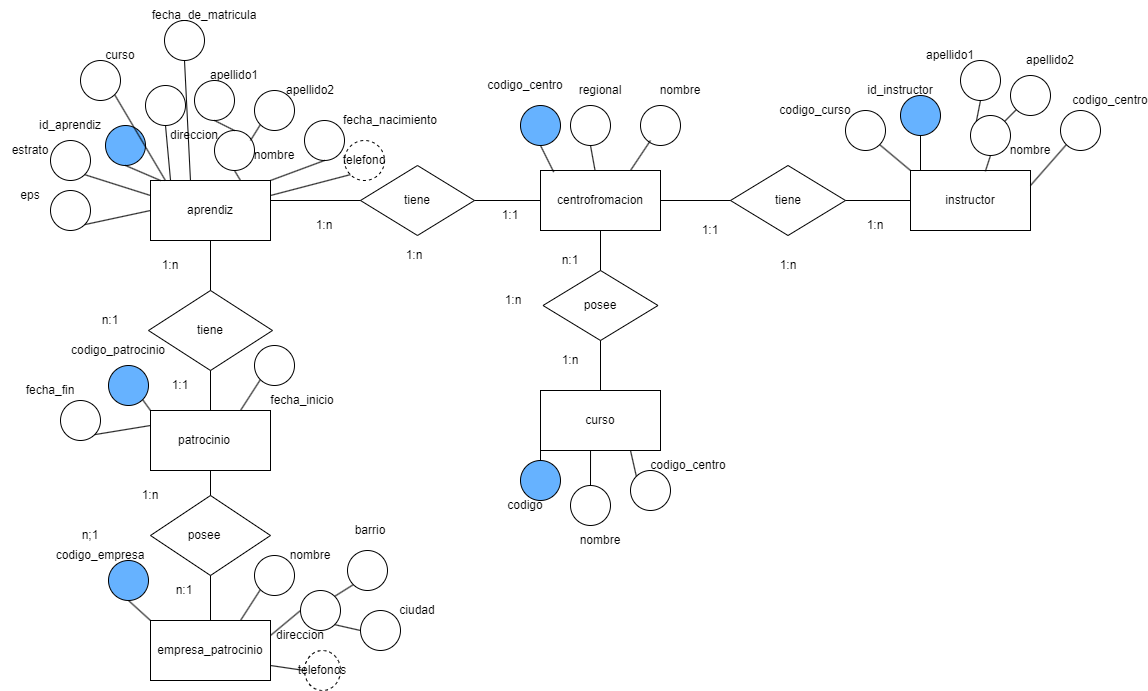 fecha_de_matricula
curso
apellido1
apellido2
id_aprendiz
direccion
fecha_nacimiento
estrato
nombre
telefond
eps
aprendiz
tiene
1:n
1:1
1:n
codigo_centro
regional
nombre
centrofromacion
tiene
1:1
1:n
1:n
apellido1
apellido2
id_instructor
codigo_curso
codigo_centro
nombre
instructor
1:n
n:1
tiene
1:1
codigo_patrocinio
fecha_fin
fecha_inicio
patrocinio
n:1
1:n
posee
1:n
curso
codigo
codigo_centro
nombre
1:n
n;1
posee
n:1
codigo_empresa
nombre
barrio
ciudad
direccion
empresa_patrocinio
telefonos